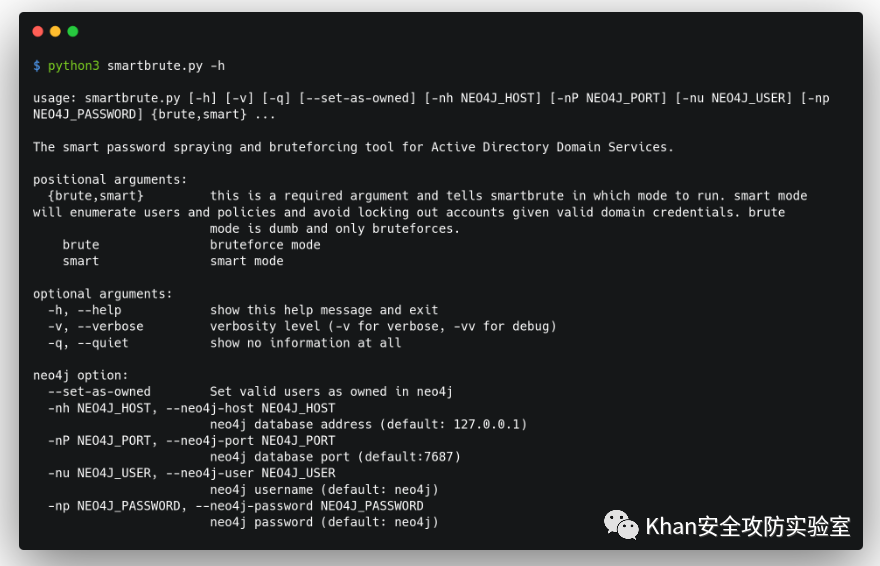 $ python3 smartbrute.py -h
usage: smartbrute.py [-h] [-v] [-q] [--set-as-owned] [-nh NEO4J_HOST] [-nP NEO4J_PORT] [-nu NEO4J_USER] [-np
NEO4J_PASSWORD] {brute,smart} ...
The smart password spraying and bruteforcing tool for Active Directory Domain Services.
positional arguments:
  {brute,smart}         this is a required argument and tells smartbrute in which mode to run. smart mode
will enumerate users and policies and avoid locking out accounts given valid domain credentials. brute
                        mode is dumb and only bruteforces.
    brute               bruteforce mode
    smart               smart mode
optional arguments:
  -h, --help            show this help message and exit
  -v, --verbose         verbosity level (-v for verbose, -vv for debug)
  -q, --quiet           show no information at all
neo4j option:
  --set-as-owned        Set valid users as owned in neo4j
  -nh NEO4J_HOST, --neo4j-host NEO4J_HOST
                        neo4j database address (default: 127.0.0.1)
  -nP NEO4J_PORT, --neo4j-port NEO4J_PORT
                        neo4j database port (default:7687)
  -nu NEO4J_USER, --neo4j-user NEO4J_USER
                        neo4j username (default: neo4j)
  -np NEO4J_PASSWORD, --neo4j-password NEO4J_PASSWORD
                        neo4j password (default: neo4j)
Khan安全攻防实验室